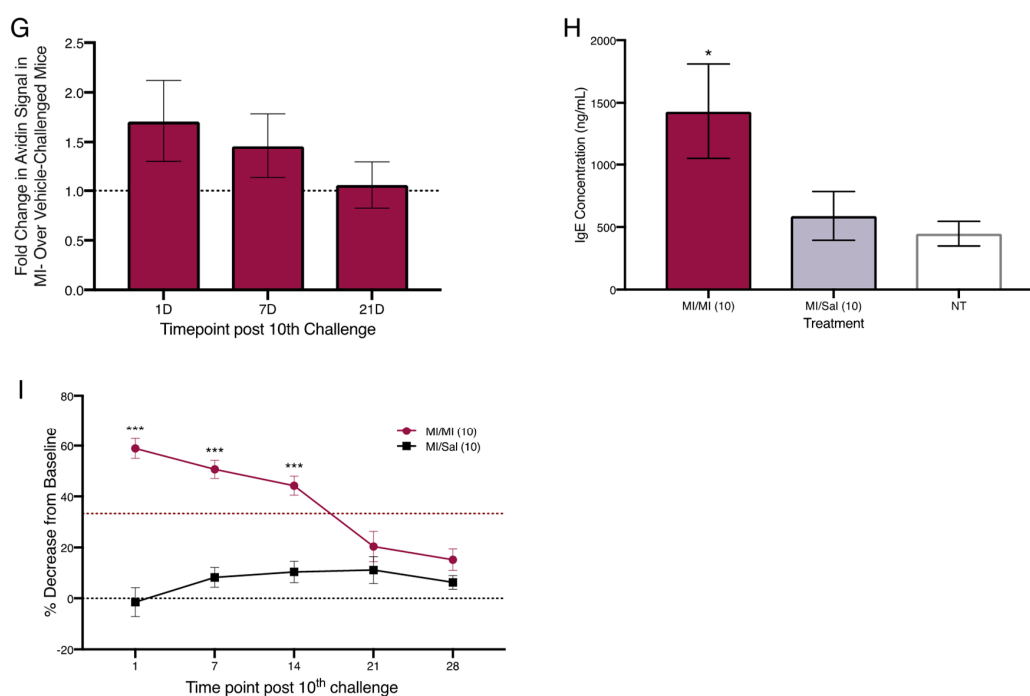 G
Fold Change in Avidin Signal in
MI- Over Vehicle-Challenged Mice
2.5
2.0
1.5
1.0
0.5
0.0
1D 7D 21D
Timepoint post 10th Challenge
H
IgE Concentration (ng/mL)
2000
1500
1000
500
0
*
MI/MI (10) MI/Sal (10) NT
Treatment
I
% Decrease from Baseline
80
60
40
20
0
-20
*** *** ***
MI/MI (10)
MI/Sal (10)
1 7 14 21 28
Time point post 10th challenge